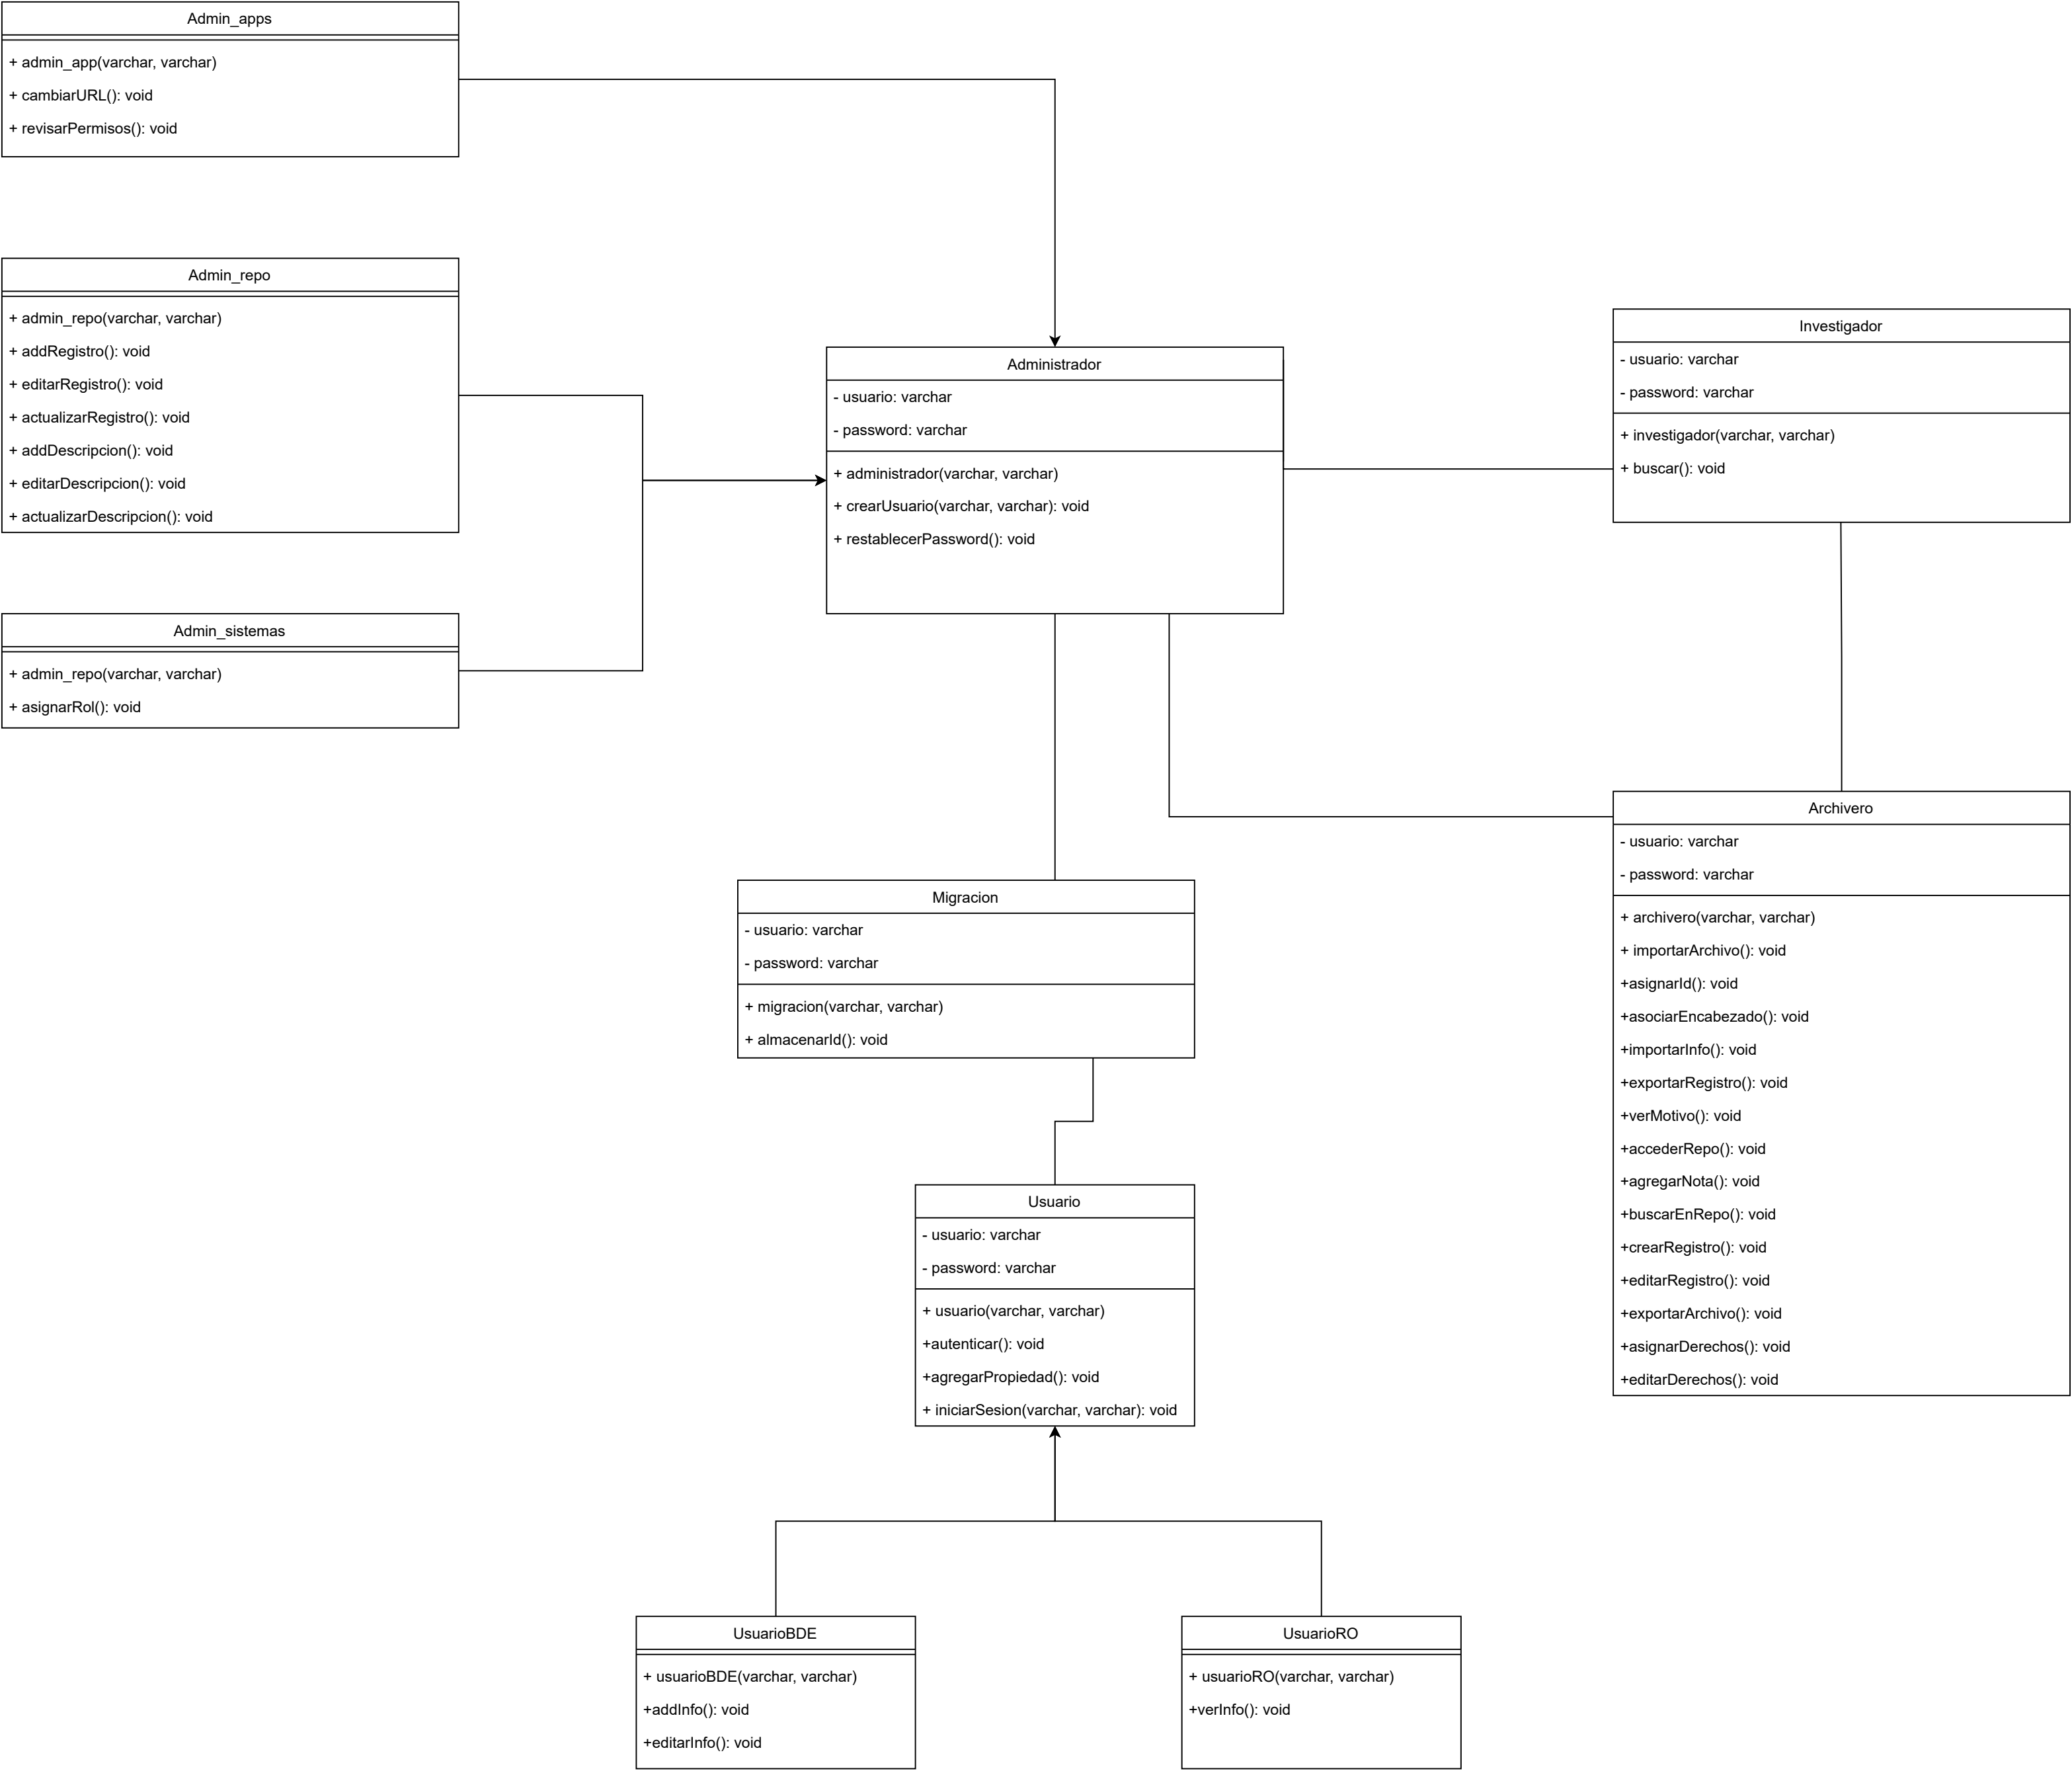 Admin_apps
+ admin_app(varchar, varchar)
+ cambiarURL(): void
+ revisarPermisos(): void
Admin_repo
+ admin_repo(varchar, varchar)
+ addRegistro(): void
+ editarRegistro(): void
+ actualizarRegistro(): void
+ addDescripcion(): void
+ editarDescripcion(): void
+ actualizarDescripcion(): void
Admin_sistemas
+ admin_repo(varchar, varchar)
+ asignarRol(): void
Administrador
- usuario: varchar
- password: varchar
+ administrador(varchar, varchar)
+ crearUsuario(varchar, varchar): void
+ restablecerPassword(): void
Investigador
- usuario: varchar
- password: varchar
+ investigador(varchar, varchar)
+ buscar(): void
Archivero
- usuario: varchar
- password: varchar
+ archivero(varchar, varchar)
+ importarArchivo(): void
+asignarId(): void
+asociarEncabezado(): void
+importarInfo(): void
+exportarRegistro(): void
+verMotivo(): void
+accederRepo(): void
+agregarNota(): void
+buscarEnRepo(): void
+crearRegistro(): void
+editarRegistro(): void
+exportarArchivo(): void
+asignarDerechos(): void
+editarDerechos(): void
Migracion
- usuario: varchar
- password: varchar
+ migracion(varchar, varchar)
+ almacenarId(): void
Usuario
- usuario: varchar
- password: varchar
+ usuario(varchar, varchar)
+autenticar(): void
+agregarPropiedad(): void
+ iniciarSesion(varchar, varchar): void
UsuarioBDE
+ usuarioBDE(varchar, varchar)
+addInfo(): void
+editarInfo(): void
UsuarioRO
+ usuarioRO(varchar, varchar)
+verInfo(): void